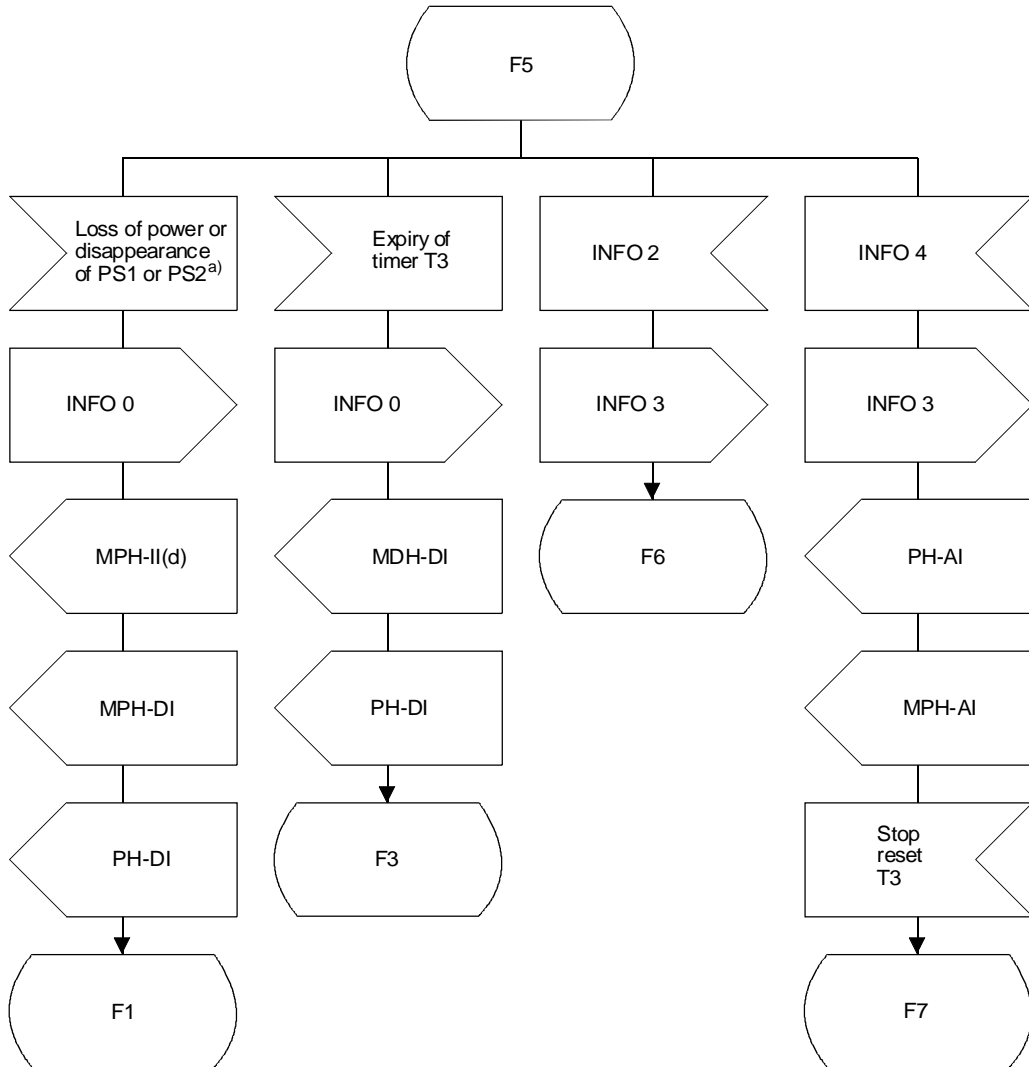 F5
Loss of power or
disappearance
of PS1 or PS2a)
Expiry of
timer T3
INFO 2
INFO 4
INFO 0
INFO 0
INFO 3
INFO 3
MPH-II(d)
MDH-DI
F6
PH-AI
MPH-DI
PH-DI
MPH-AI
PH-DI
F3
Stop
reset
T3
F1
F7